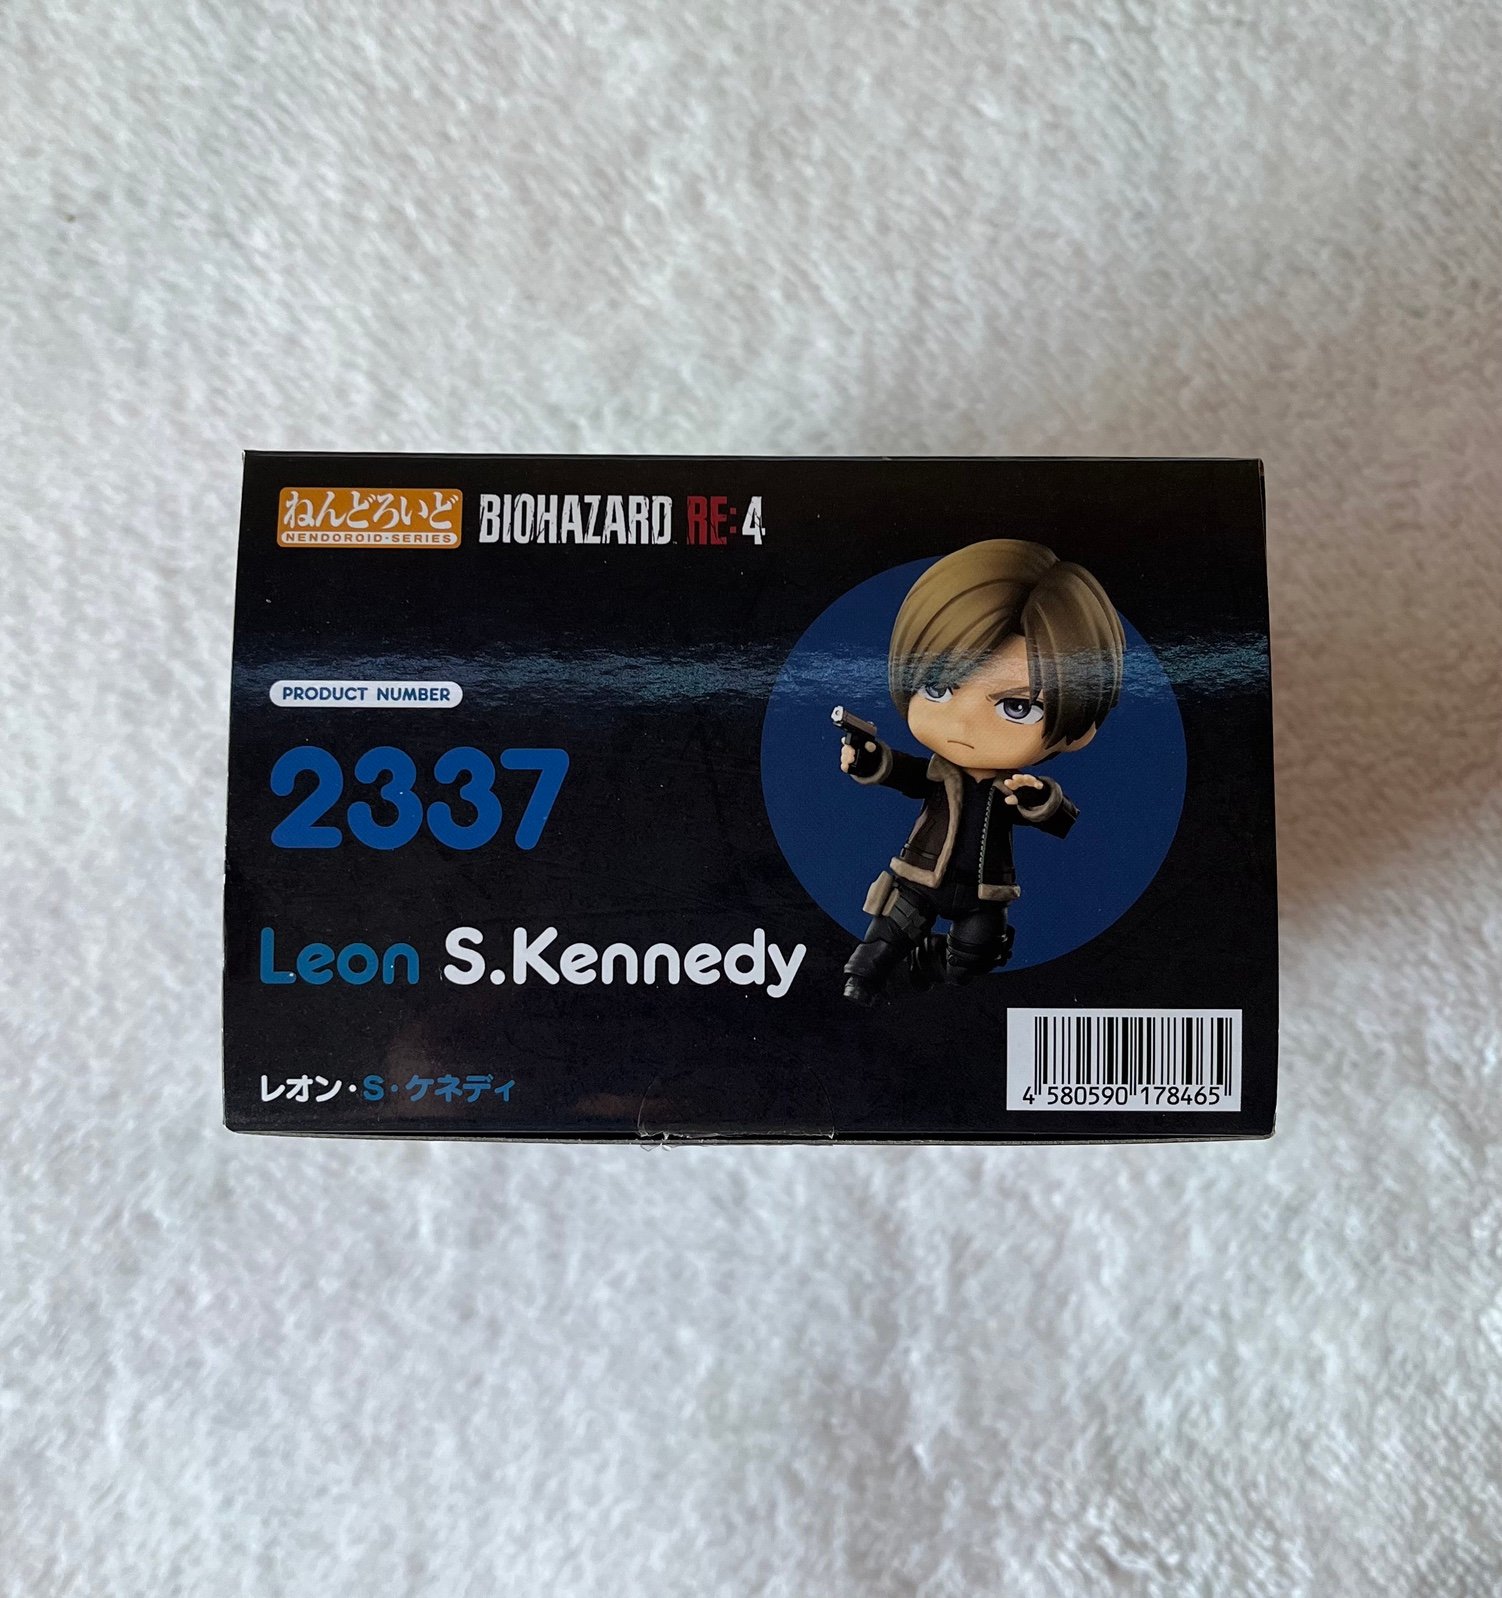 ねんどろいど
NENDOROID·SERIES
BIOHAZARD RE:4
PRODUCT NUMBER
2337
Leon S.Kennedy
レオン・S・ケネディ
4 580590 178465